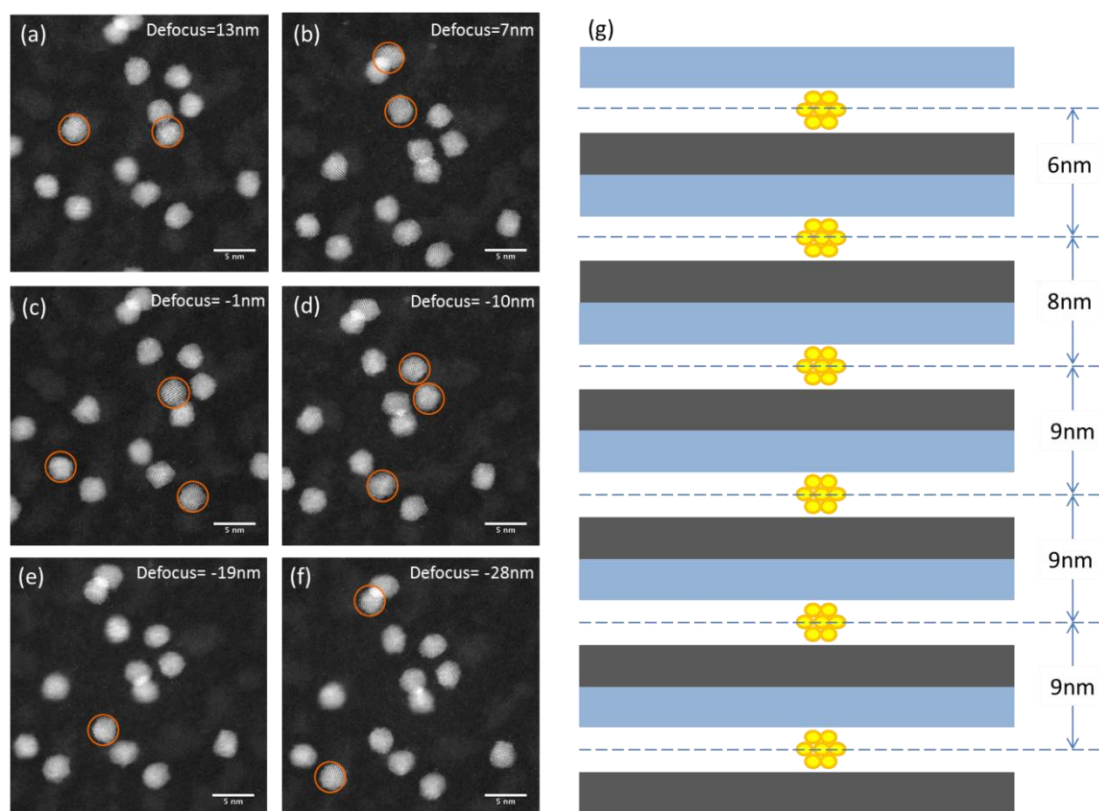 (a) Defocus=13nm
5 nm
(b) Defocus=7nm
5 nm
(c) Defocus= -1nm
5 nm
(d) Defocus= -10nm
5 nm
(e) Defocus= -19nm
5 nm
(f) Defocus= -28nm
5 nm
(g)
6nm
8nm
9nm
9nm
9nm